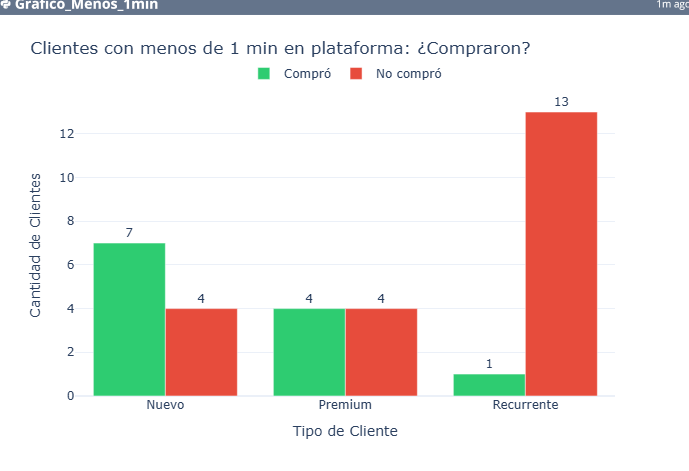 Gráfico_Menos_1min
1m ago
Clientes con menos de 1 min en plataforma: ¿Compraron?
Compró
No compró
Cantidad de Clientes
12
10
8
6
4
2
0
7
4
4
4
1
13
Nuevo
Premium
Recurrente
Tipo de Cliente